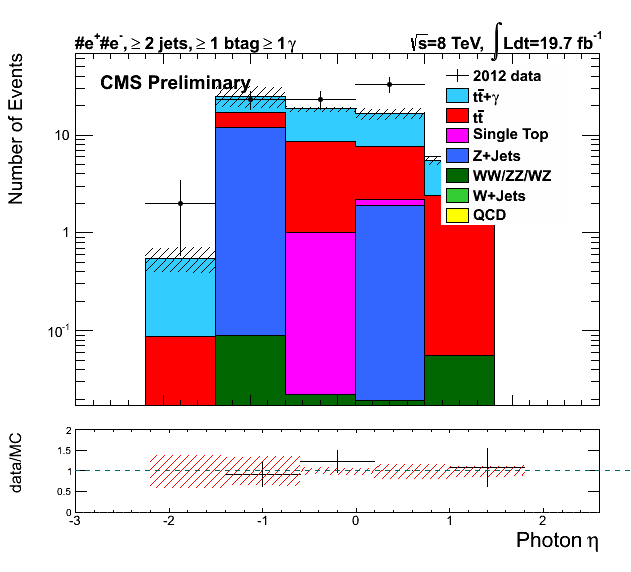 #e⁺#e⁻, ≥ 2 jets, ≥ 1 btag ≥ 1 γ
√s=8 TeV, ∫ Ldt=19.7 fb⁻¹
CMS Preliminary
2012 data
tt̄+γ
tt̄
Single Top
Z+Jets
WW/ZZ/WZ
W+Jets
QCD
Number of Events
10
1
10⁻¹
data/MC
2
1.5
1
0.5
0
-3 -2 -1 0 1 2
Photon η